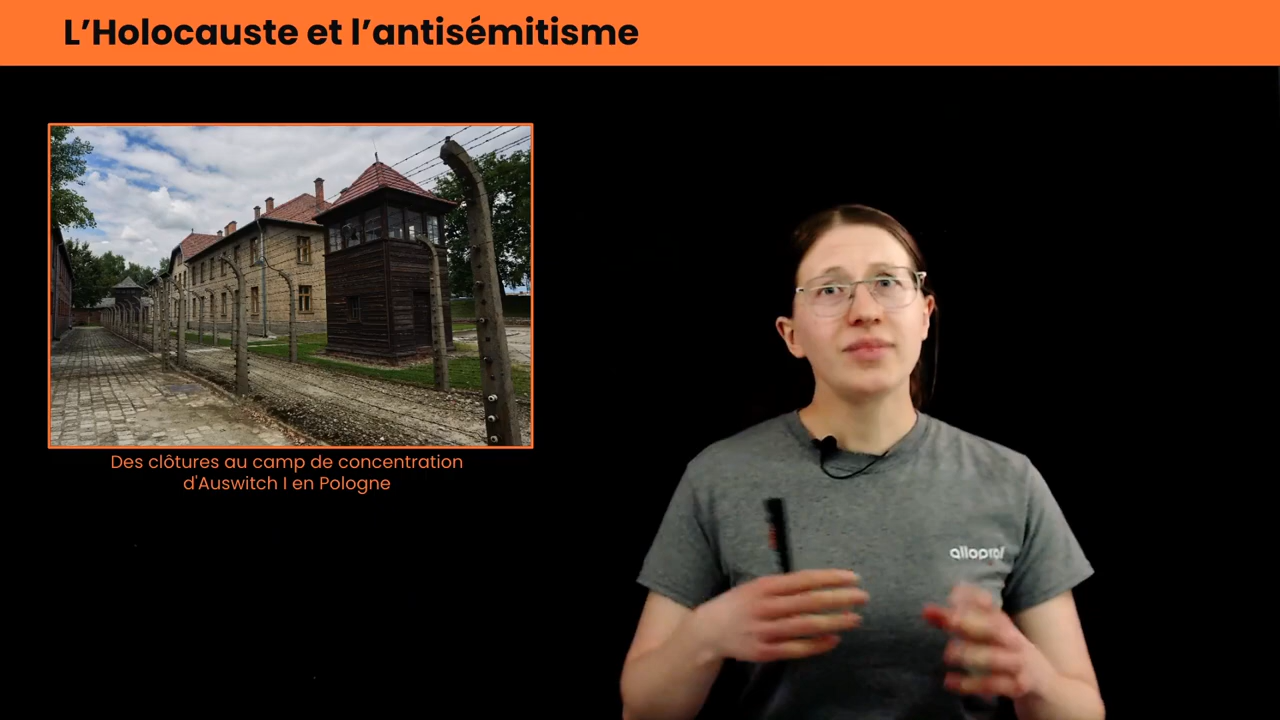 L’Holocauste et l’antisémitisme
Des clôtures au camp de concentration
d'Auswitch I en Pologne
alloprof